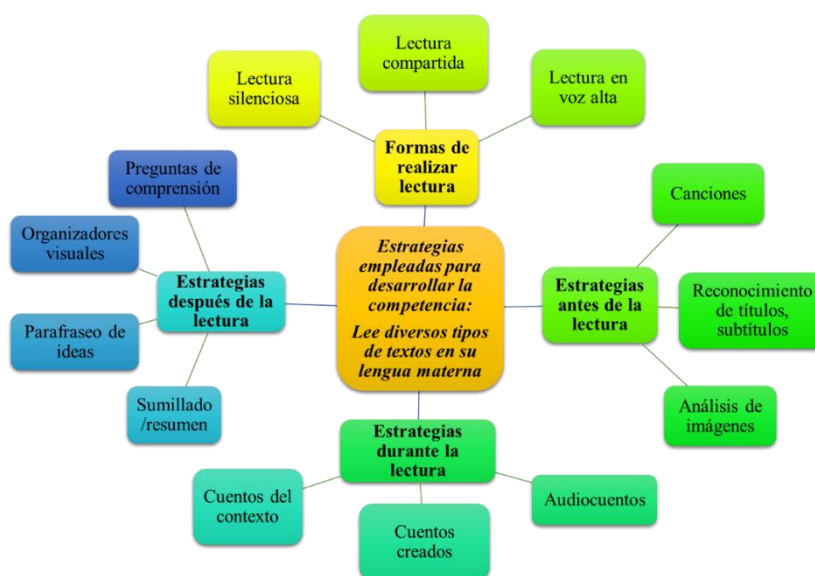 Lectura
compartida
Lectura
silenciosa
Lectura en
voz alta
Formas de
realizar
lectura
Preguntas de
comprensión
Organizadores
visuales
Estrategias
después de la
lectura
Parafraseo de
ideas
Sumillado
/resumen
Estrategias
empleadas para
desarrollar la
competencia:
Lee diversos tipos
de textos en su
lengua materna
Canciones
Estrategias
antes de la
lectura
Reconocimiento
de títulos,
subtítulos
Análisis de
imágenes
Estrategias
durante la
lectura
Cuentos del
contexto
Cuentos
creados
Audiocuentos